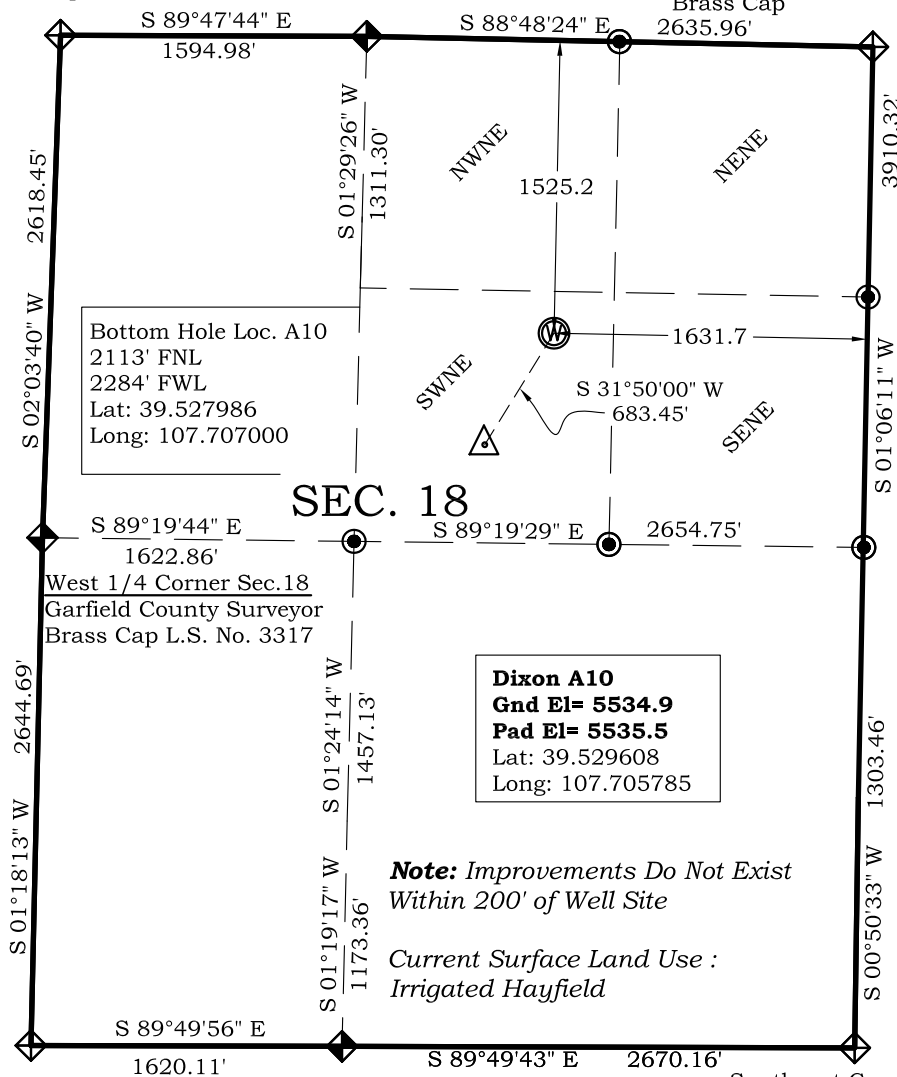 Brass Cap
S 89°47'44" E
1594.98'
S 88°48'24" E
2635.96'
2618.45'
S 02°03'40" W
S 01°29'26" W
1311.30'
NWNE
NENE
1525.2
3910.32'
S 01°06'11" W
Bottom Hole Loc. A10
2113' FNL
2284' FWL
Lat: 39.527986
Long: 107.707000
W
1631.7
SWNE
S 31°50'00" W
683.45'
SENE
SEC. 18
S 89°19'44" E
1622.86'
S 89°19'29" E
2654.75'
West 1/4 Corner Sec.18
Garfield County Surveyor
Brass Cap L.S. No. 3317
2644.69'
S 01°18'13" W
S 01°24'14" W
1457.13'
Dixon A10
Gnd El= 5534.9
Pad El= 5535.5
Lat: 39.529608
Long: 107.705785
1303.46'
S 00°50'33" W
S 01°19'17" W
1173.36'
Note: Improvements Do Not Exist
Within 200' of Well Site
Current Surface Land Use :
Irrigated Hayfield
S 89°49'56" E
1620.11'
S 89°49'43" E
2670.16'